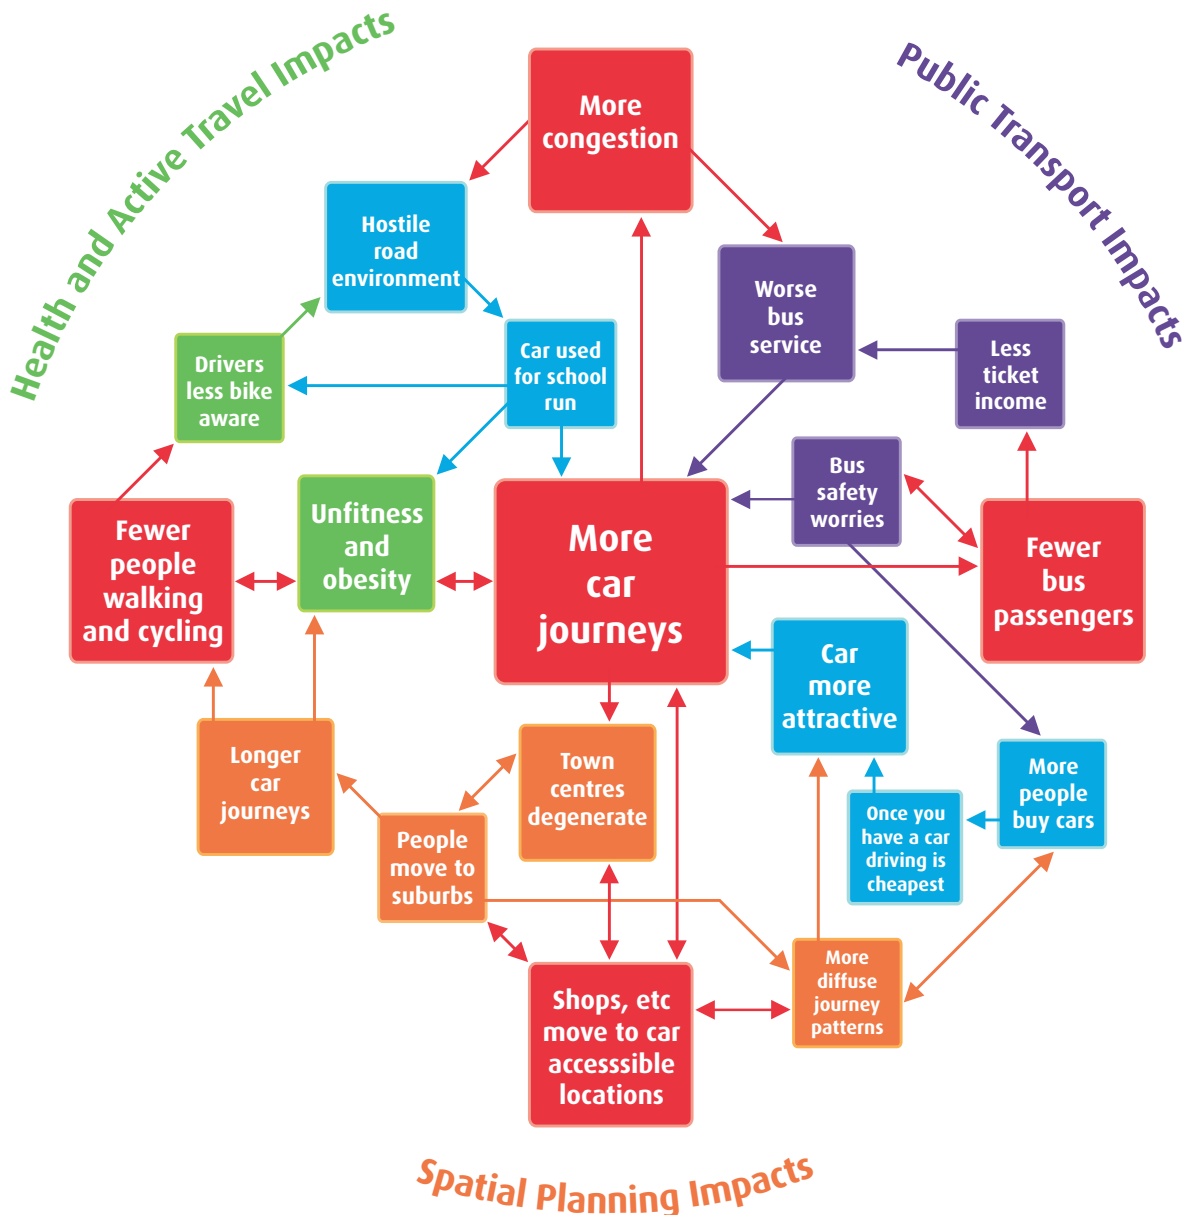 Health and Active Travel Impacts
Public Transport Impacts
More
congestion
Hostile
road
environment
Worse
bus
service
Drivers
less bike
aware
Car used
for school
run
Less
ticket
income
Bus
safety
worries
Fewer
people
walking
and cycling
Unfitness
and
obesity
More
car
journeys
Fewer
bus
passengers
Car
more
attractive
Longer
car
journeys
Town
centres
degenerate
More
people
buy cars
People
move to
suburbs
Once you
have a car
driving is
cheapest
Shops, etc
move to car
accesssible
locations
More
diffuse
journey
patterns
Spatial Planning Impacts